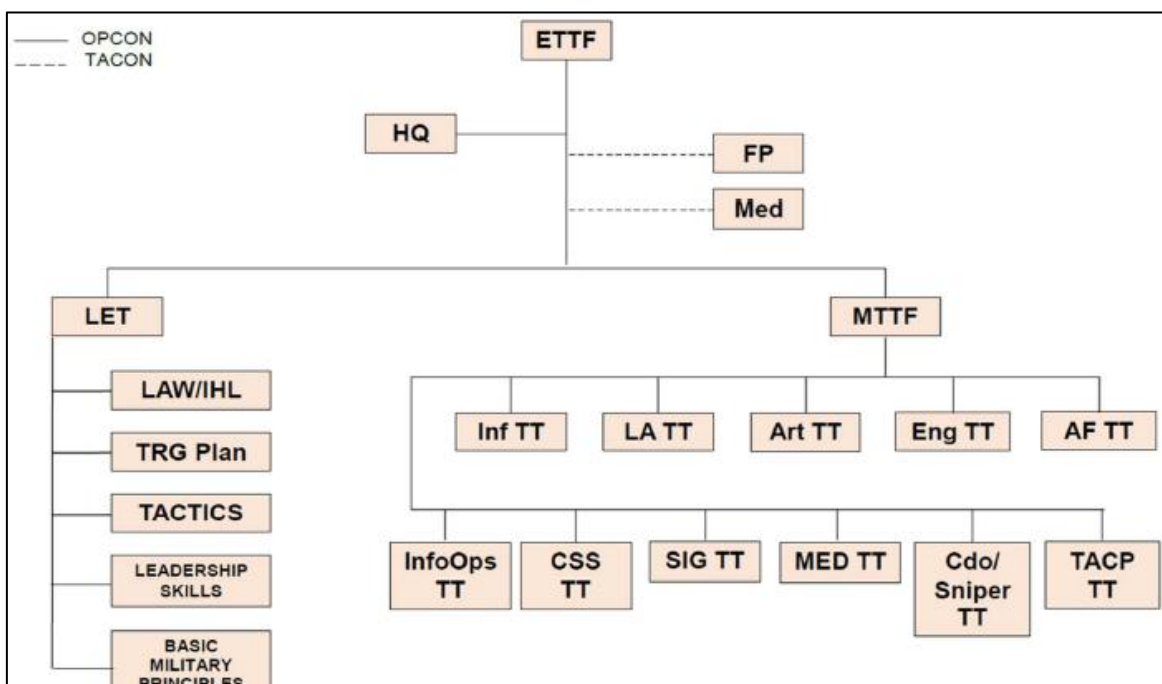 OPCON
TACON
ETTF
HQ
FP
Med
LET
MTTF
LAW/IHL
TRG Plan
TACTICS
LEADERSHIP
SKILLS
BASIC
MILITARY
PRINCIPLES
Inf TT
LA TT
Art TT
Eng TT
AF TT
InfoOps
TT
CSS
TT
SIG TT
MED TT
Cdo/
Sniper
TT
TACP
TT